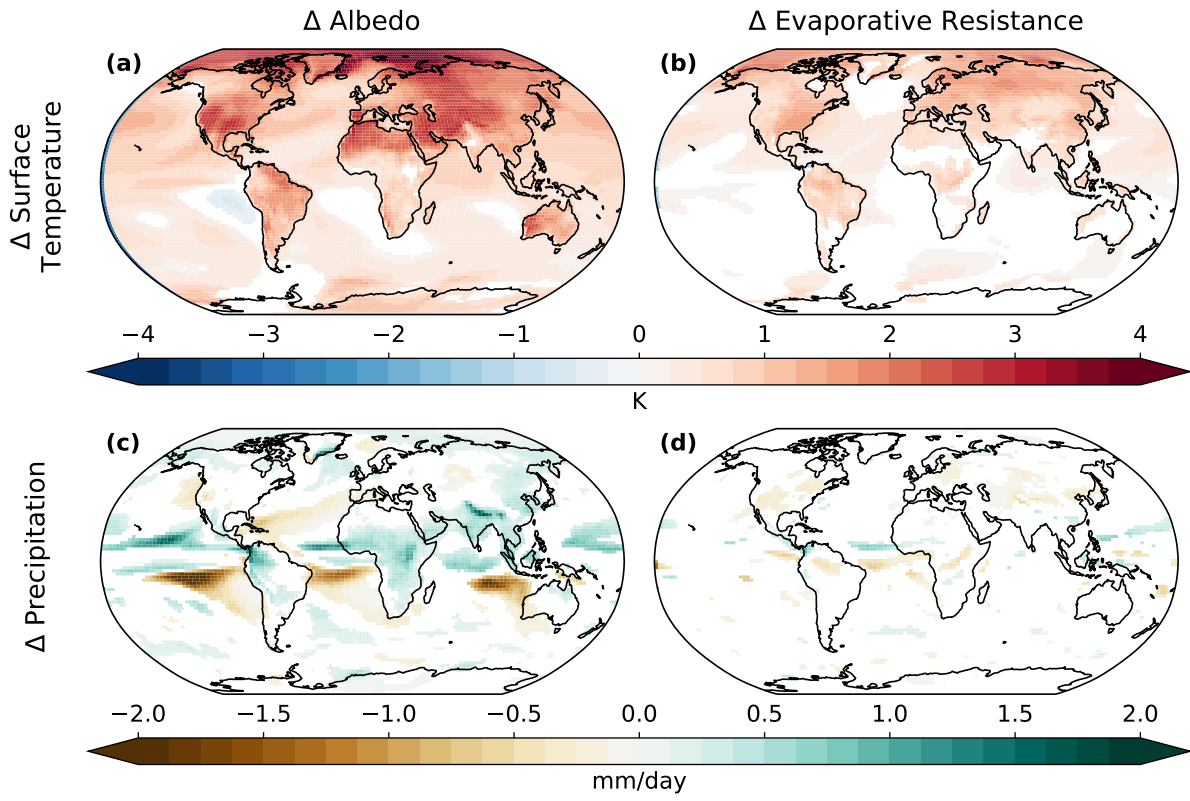 Δ Albedo
Δ Evaporative Resistance
Δ Surface
Temperature
(a)
(b)
−4 −3 −2 −1 0 1 2 3 4
K
Δ Precipitation
(c)
(d)
−2.0 −1.5 −1.0 −0.5 0.0 0.5 1.0 1.5 2.0
mm/day